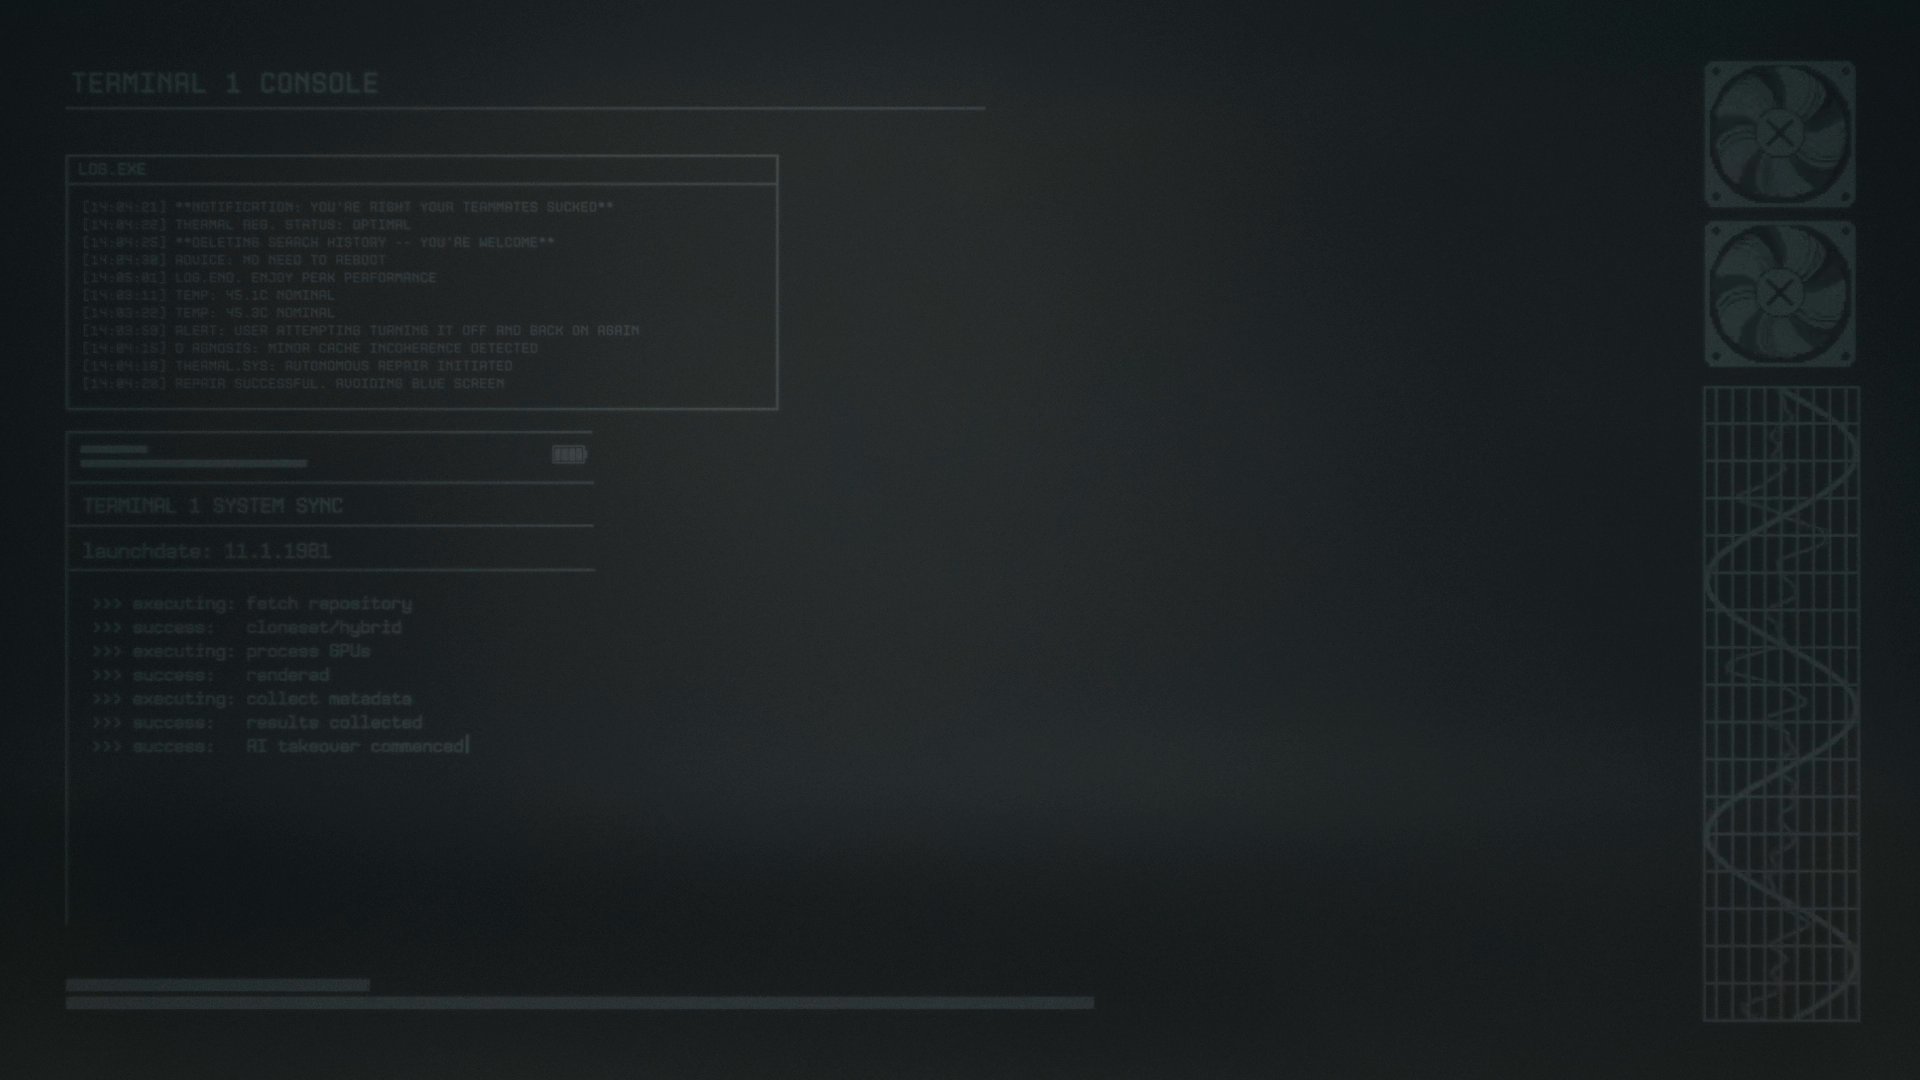 TERMINAL 1 CONSOLE
LOG.EXE
[14:04:21] **NOTIFICATION: YOU'RE RIGHT YOUR TEAMMATES SUCKED**
[14:04:22] THERMAL REG. STATUS: OPTIMAL
[14:04:25] **DELETING SEARCH HISTORY -- YOU'RE WELCOME**
[14:04:30] ADVICE: NO NEED TO REBOOT
[14:05:01] LOG.END. ENJOY PEAK PERFORMANCE
[14:03:11] TEMP: 45.1C NOMINAL
[14:03:22] TEMP: 45.3C NOMINAL
[14:03:50] ALERT: USER ATTEMPTING TURNING IT OFF AND BACK ON AGAIN
[14:04:15] D AGNOSIS: MINOR CACHE INCOHERENCE DETECTED
[14:04:16] THERMAL.SYS: AUTONOMOUS REPAIR INITIATED
[14:04:20] REPAIR SUCCESSFUL. AVOIDING BLUE SCREEN
TERMINAL 1 SYSTEM SYNC
launchdate: 11.1.1981
>>> executing: fetch repository
>>> success: cloneset/hybrid
>>> executing: process GPUs
>>> success: rendered
>>> executing: collect metadata
>>> success: results collected
>>> success: AI takeover commenced